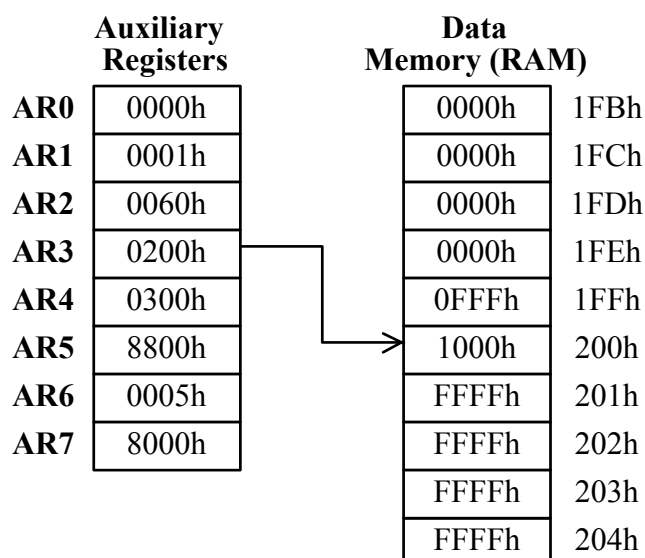 Auxiliary Data
Registers Memory (RAM)
AR0 0000h 0000h 1FBh
AR1 0001h 0000h 1FCh
AR2 0060h 0000h 1FDh
AR3 0200h 0000h 1FEh
AR4 0300h 0FFFh 1FFh
AR5 8800h 1000h 200h
AR6 0005h FFFFh 201h
AR7 8000h FFFFh 202h
FFFFh 203h
FFFFh 204h